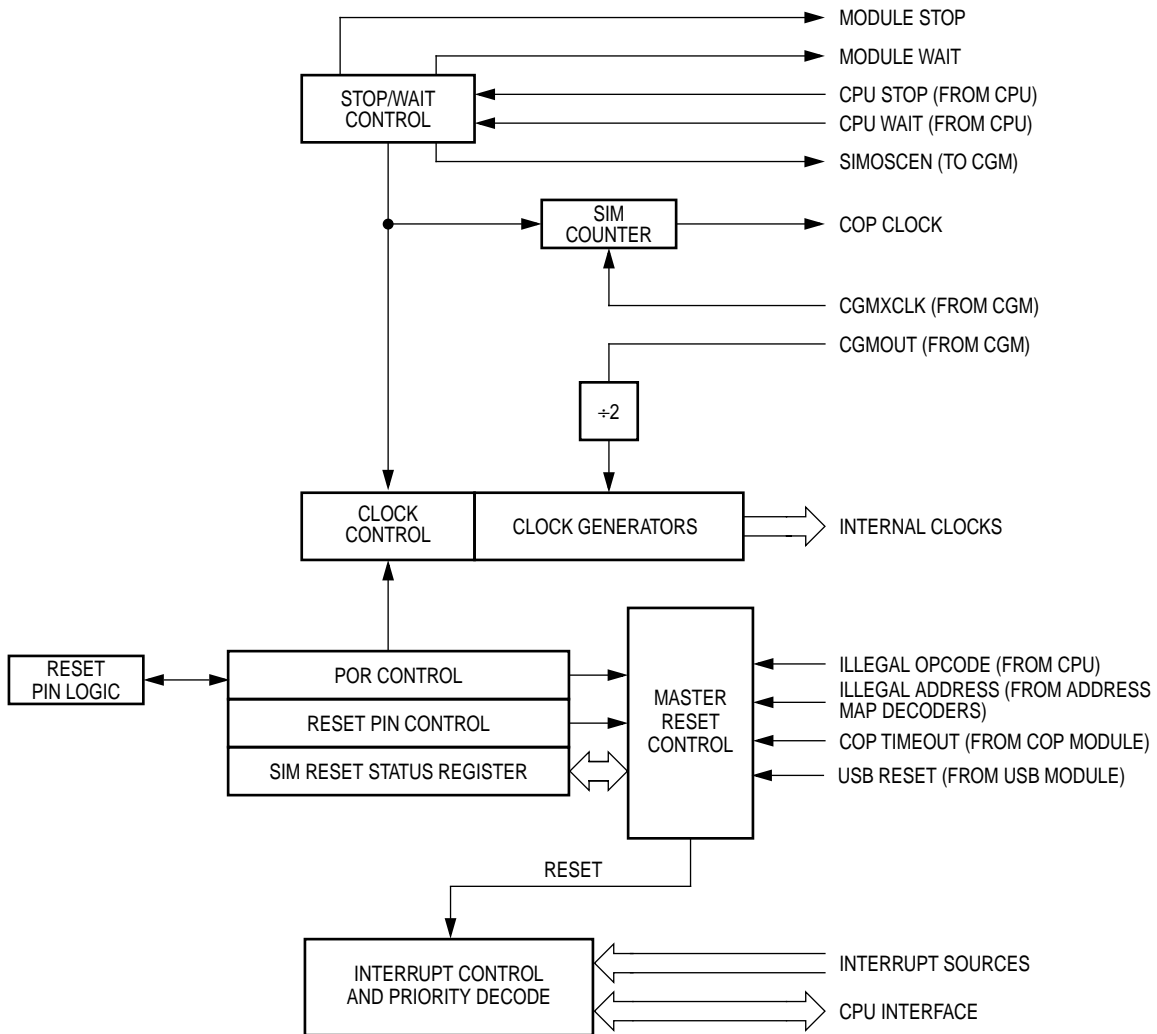 MODULE STOP
MODULE WAIT
STOP/WAIT
CONTROL
CPU STOP (FROM CPU)
CPU WAIT (FROM CPU)
SIMOSCEN (TO CGM)
SIM
COUNTER
COP CLOCK
CGMXCLK (FROM CGM)
CGMOUT (FROM CGM)
÷2
CLOCK
CONTROL
CLOCK GENERATORS
INTERNAL CLOCKS
RESET
PIN LOGIC
POR CONTROL
RESET PIN CONTROL
SIM RESET STATUS REGISTER
MASTER
RESET
CONTROL
ILLEGAL OPCODE (FROM CPU)
ILLEGAL ADDRESS (FROM ADDRESS
MAP DECODERS)
COP TIMEOUT (FROM COP MODULE)
USB RESET (FROM USB MODULE)
RESET
INTERRUPT CONTROL
AND PRIORITY DECODE
INTERRUPT SOURCES
CPU INTERFACE